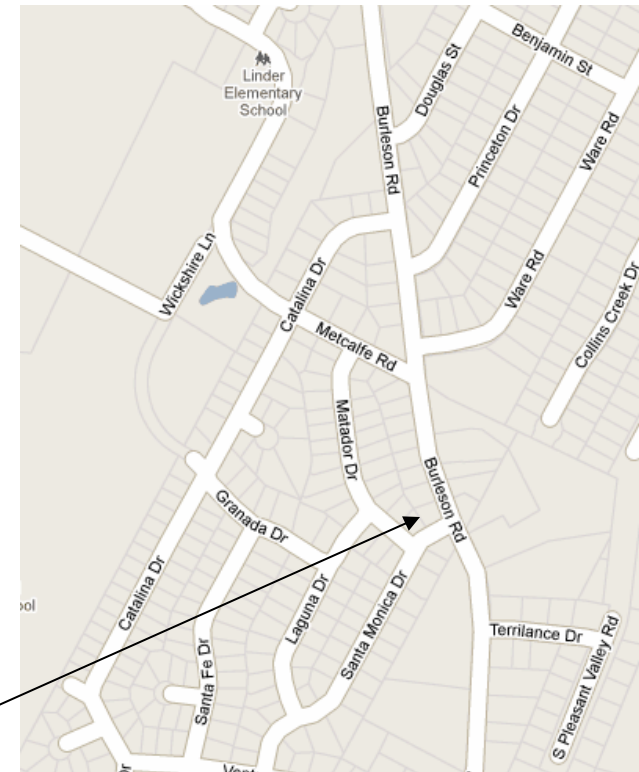 Benjamin St
Douglas St
Linder
Elementary
School
Burleson Rd
Princeton Dr
Ware Rd
Wickshire Ln
Catalina Dr
Ware Rd
Collins Creek Dr
Metcalfe Rd
Matador Dr
Burleson Rd
Granada Dr
Catalina Dr
Laguna Dr
Santa Monica Dr
Santa Fe Dr
Terrilance Dr
S Pleasant Valley Rd